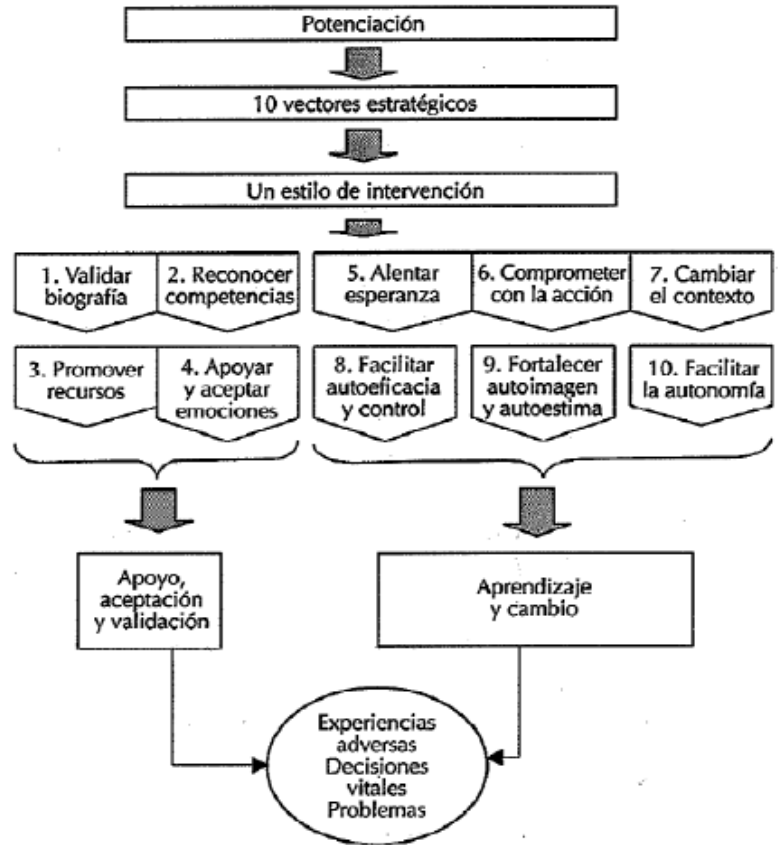 Potenciación
10 vectores estratégicos
Un estilo de intervención
1. Validar
biografía
2. Reconocer
competencias
5. Alentar
esperanza
6. Comprometer
con la acción
7. Cambiar
el contexto
3. Promover
recursos
4. Apoyar
y aceptar
emociones
8. Facilitar
autoeficacia
y control
9. Fortalecer
autoimagen
y autoestima
10. Facilitar
la autonomía
Apoyo,
aceptación
y validación
Aprendizaje
y cambio
Experiencias
adversas
Decisiones
vitales
Problemas